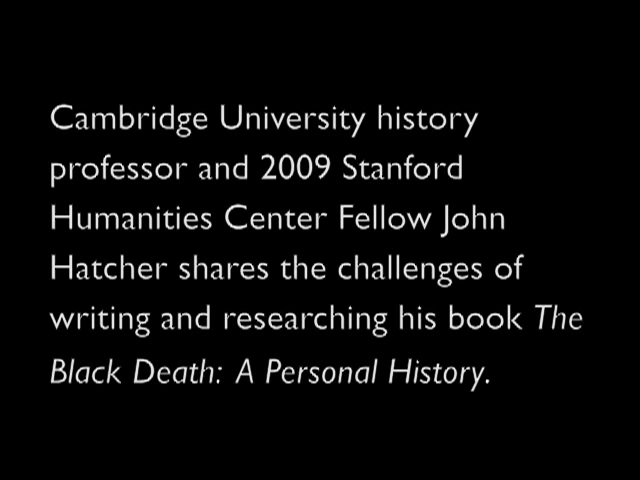 Cambridge University history
professor and 2009 Stanford
Humanities Center Fellow John
Hatcher shares the challenges of
writing and researching his book The
Black Death: A Personal History.